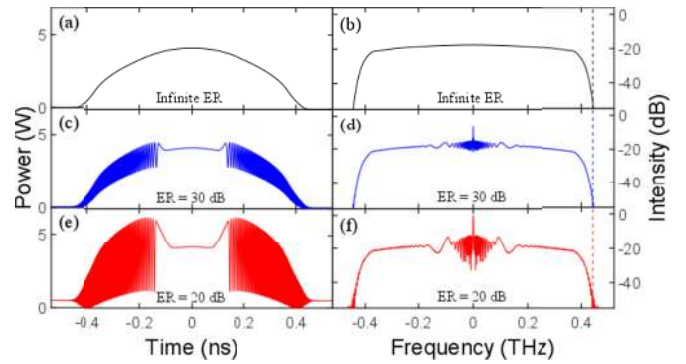 (a)
(b)
5
0
Infinite ER
Infinite ER
0
-20
-40
(c)
(d)
5
0
ER = 30 dB
ER = 30 dB
0
-20
-40
(e)
(f)
5
0
ER = 20 dB
ER = 20 dB
0
-20
-40
Power (W)
Intensity (dB)
-0.4 -0.2 0 0.2 0.4
-0.4 -0.2 0 0.2 0.4
Time (ns)
Frequency (THz)